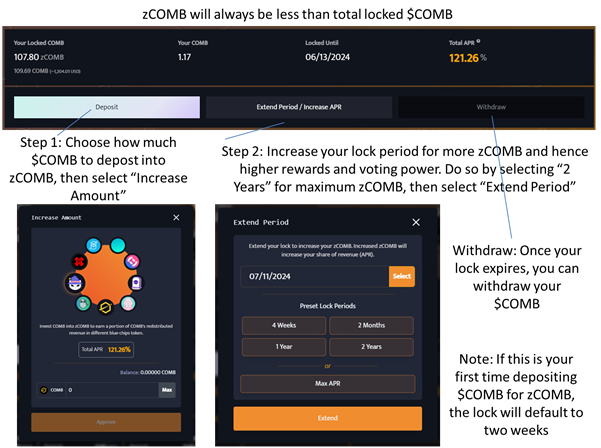 zCOMB will always be less than total locked $COMB
Your Locked COMB
Your COMB
Locked Until
Total APR
107.80 zCOMB
1.17
06/13/2024
121.26 %
109.69 COMB (~1,204.01 USD)
Deposit
Extend Period / Increase APR
Withdraw
Step 1: Choose how much
$COMB to depost into
zCOMB, then select “Increase
Amount”
Step 2: Increase your lock period for more zCOMB and hence
higher rewards and voting power. Do so by selecting “2
Years” for maximum zCOMB, then select “Extend Period”
Increase Amount
Invest COMB into zCOMB to earn a portion of COMB's redistributed
revenue in different blue-chips token.
Total APR 121.26%
Balance: 0.00000 COMB
COMB 0
Max
Approve
Extend Period
Extend your lock to increase your zCOMB. Increased zCOMB will
increase your share of revenue (APR).
07/11/2024
Select
Preset Lock Periods
4 Weeks
2 Months
1 Year
2 Years
or
Max APR
Extend
Withdraw: Once your
lock expires, you can
withdraw your
$COMB
Note: If this is your
first time depositing
$COMB for zCOMB,
the lock will default to
two weeks